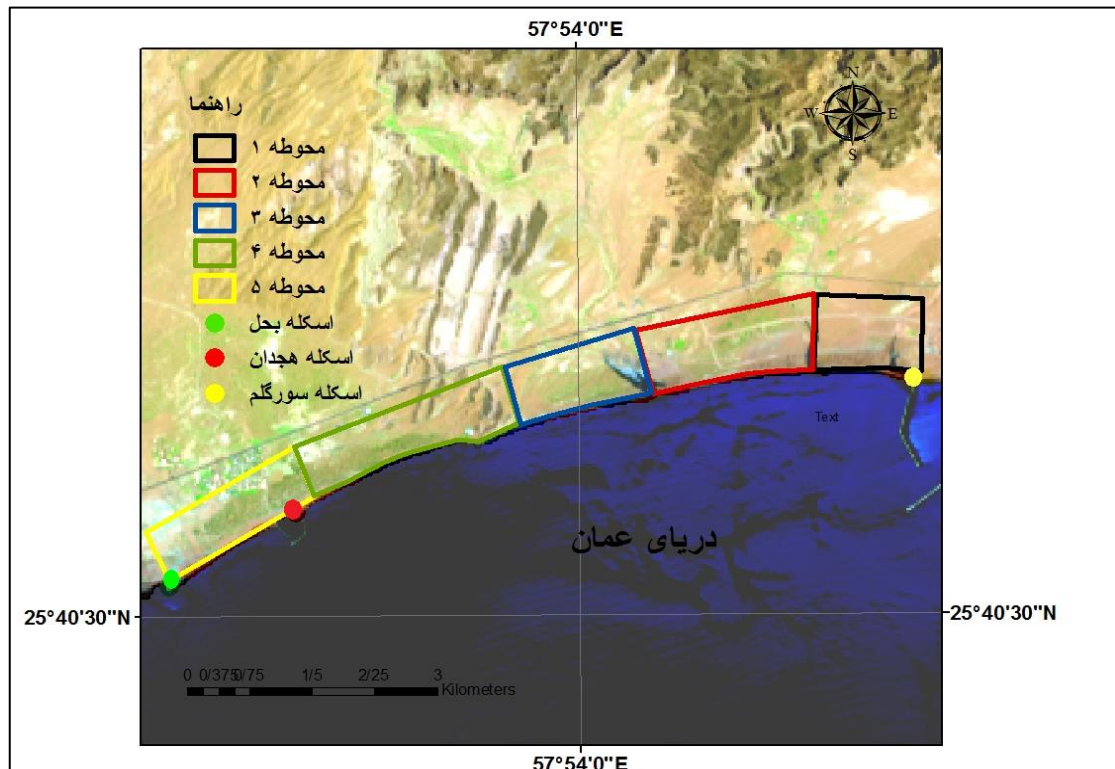 57°54'0"E
N
W E
S
راهنما
محوطه ۱
محوطه ۲
محوطه ۳
محوطه ۴
محوطه ۵
اسکله بحل
اسکله هجدان
اسکله سورگلم
Text
دریای عمان
25°40'30"N
25°40'30"N
0 0/375 0/75 1/5 2/25 3
Kilometers
57°54'0"E